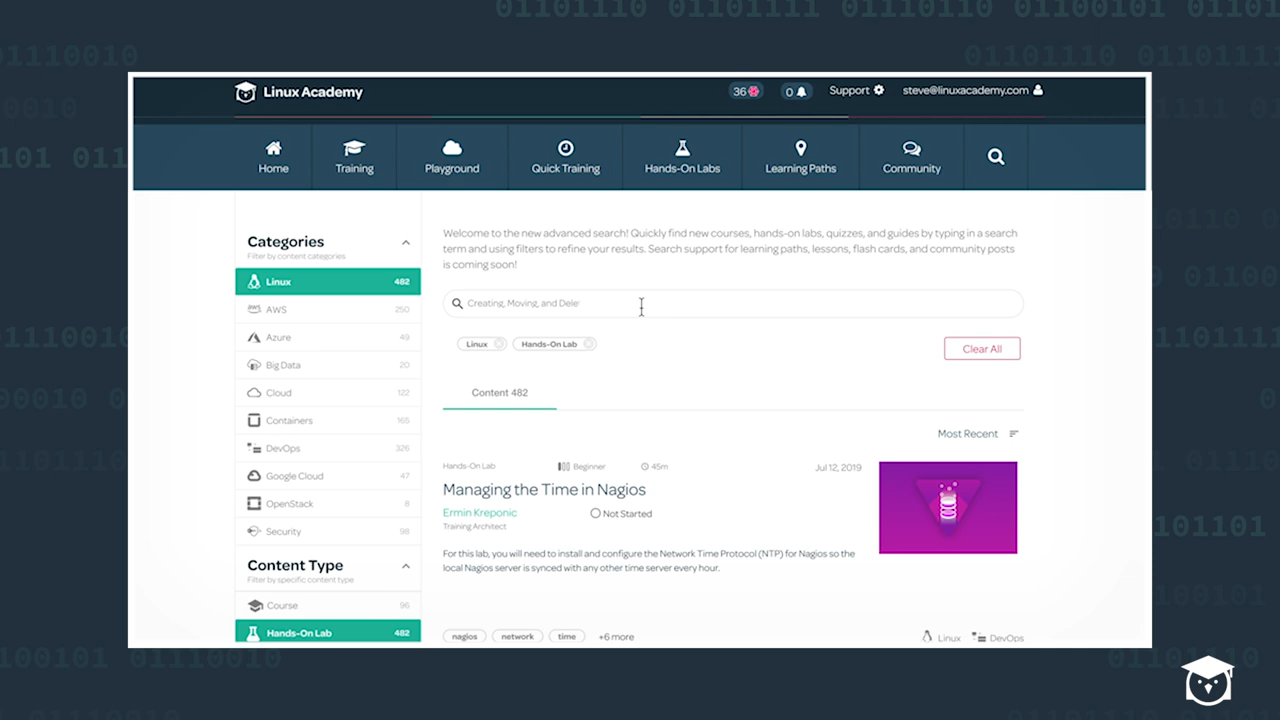 01101110 01101111 01110110 01100101 01101
01110010
01101110 0110111
Linux Academy
36
0
Support
steve@linuxacademy.com
Home
Training
Playground
Quick Training
Hands-On Labs
Learning Paths
Community
Categories
Filter by content categories
Linux 482
AWS 250
Azure 49
Big Data 20
Cloud 122
Containers 165
DevOps 326
Google Cloud 47
OpenStack 8
Security 98
Content Type
Filter by specific content type
Course 96
Hands-On Lab 482
Welcome to the new advanced search! Quickly find new courses, hands-on labs, quizzes, and guides by typing in a search
term and using filters to refine your results. Search support for learning paths, lessons, flash cards, and community posts
is coming soon!
Creating, Moving, and Dele
Linux
Hands-On Lab
Clear All
Content 482
Most Recent
Hands-On Lab Beginner 45m Jul 12, 2019
Managing the Time in Nagios
Ermin Kreponic Not Started
Training Architect
For this lab, you will need to install and configure the Network Time Protocol (NTP) for Nagios so the
local Nagios server is synced with any other time server every hour.
nagios network time +6 more Linux DevOps
100101 01110010